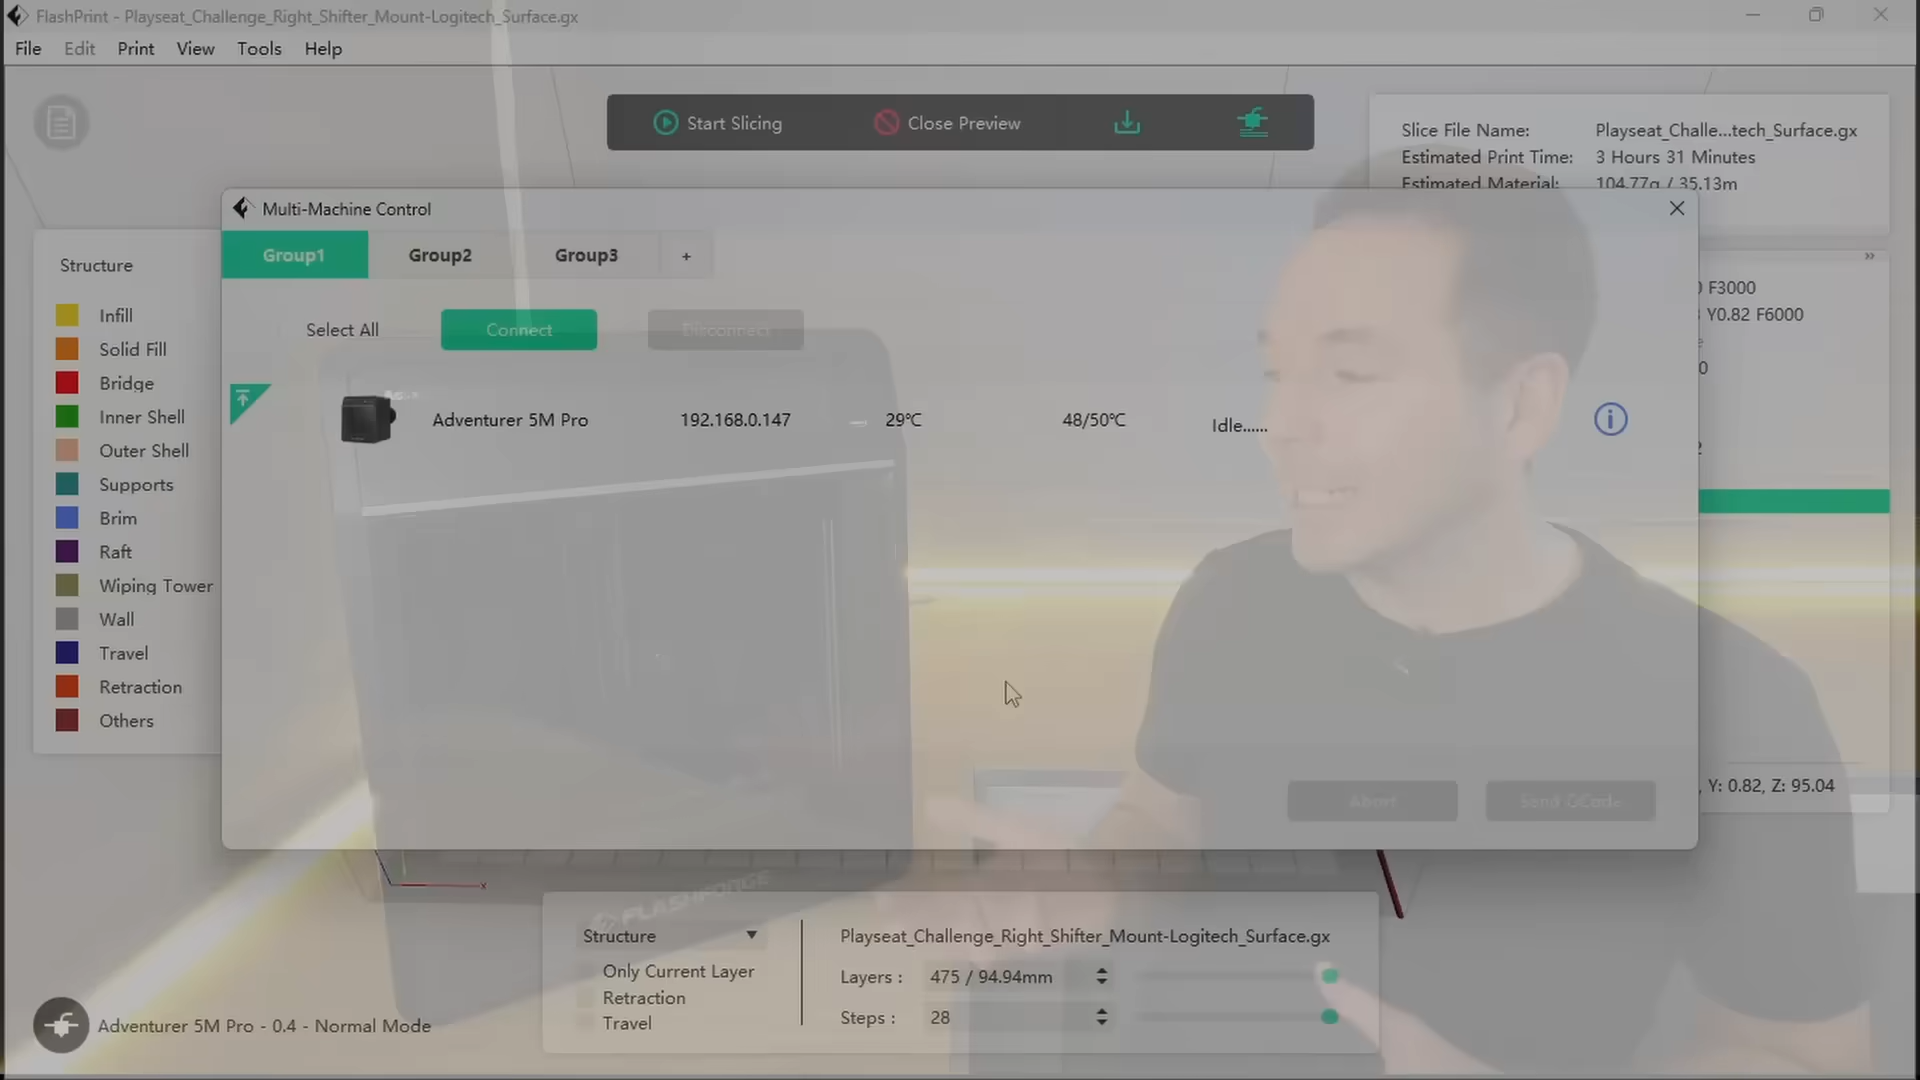 FlashPrint - Playseat_Challenge_Right_Shifter_Mount-Logitech_Surface.gx
File Edit Print View Tools Help
Start Slicing Close Preview
Slice File Name: Playseat_Challe...tech_Surface.gx
Estimated Print Time: 3 Hours 31 Minutes
Estimated Material: 104.77g / 35.13m
Multi-Machine Control
Group1 Group2 Group3 +
Structure
Infill
Solid Fill
Bridge
Inner Shell
Outer Shell
Supports
Brim
Raft
Wiping Tower
Wall
Travel
Retraction
Others
Select All Connect Disconnect
Adventurer 5M Pro 192.168.0.147 29℃ 48/50℃ Idle......
F3000
Y0.82 F6000
Abort Send GCode
, Y: 0.82, Z: 95.04
FLASHFORGE
Structure
Only Current Layer
Retraction
Travel
Playseat_Challenge_Right_Shifter_Mount-Logitech_Surface.gx
Layers : 475 / 94.94mm
Steps : 28
Adventurer 5M Pro - 0.4 - Normal Mode